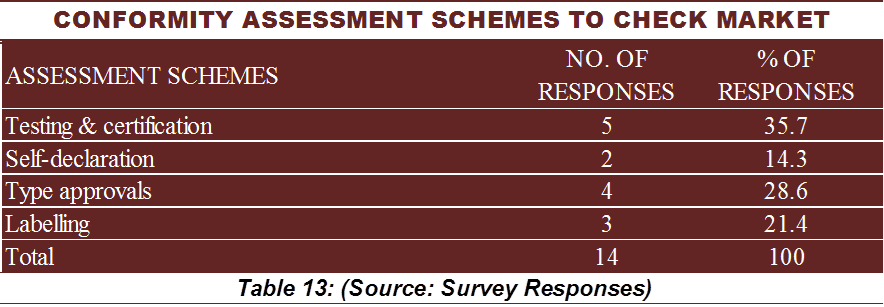 CONFORMITY ASSESSMENT SCHEMES TO CHECK MARKET
ASSESSMENT SCHEMES NO. OF RESPONSES % OF RESPONSES
Testing & certification 5 35.7
Self-declaration 2 14.3
Type approvals 4 28.6
Labelling 3 21.4
Total 14 100
Table 13: (Source: Survey Responses)